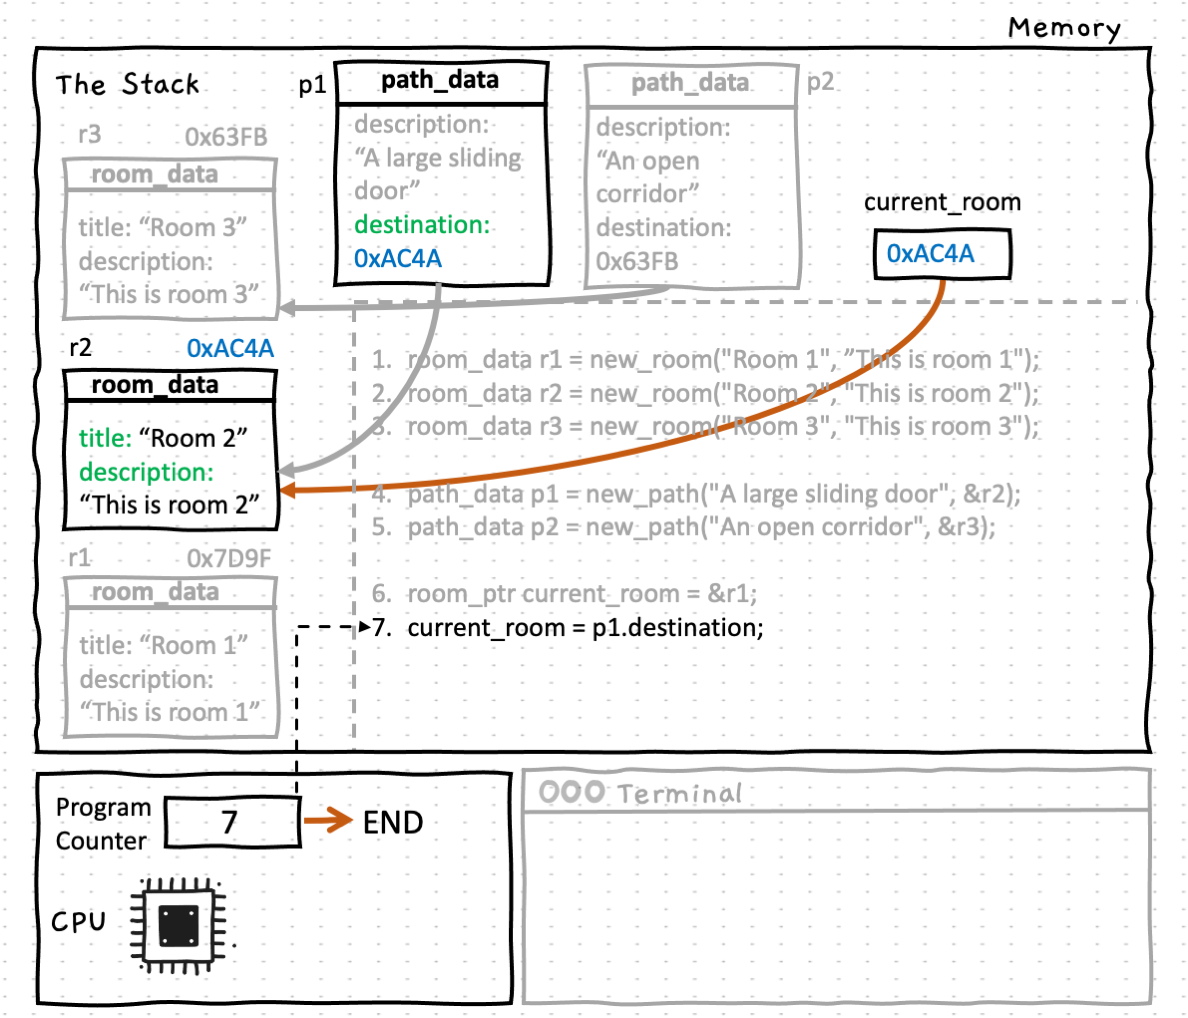 Memory
The Stack
r3 0x63FB
room_data
title: “Room 3”
description:
“This is room 3”
r2 0xAC4A
room_data
title: “Room 2”
description:
“This is room 2”
r1 0x7D9F
room_data
title: “Room 1”
description:
“This is room 1”
p1
path_data
description:
“A large sliding
door”
destination:
0xAC4A
p2
path_data
description:
“An open
corridor”
destination:
0x63FB
current_room
0xAC4A
1. room_data r1 = new_room("Room 1", ”This is room 1");
2. room_data r2 = new_room("Room 2", "This is room 2");
3. room_data r3 = new_room("Room 3", "This is room 3");
4. path_data p1 = new_path("A large sliding door", &r2);
5. path_data p2 = new_path("An open corridor", &r3);
6. room_ptr current_room = &r1;
7. current_room = p1.destination;
Program
Counter
7
END
CPU
Terminal